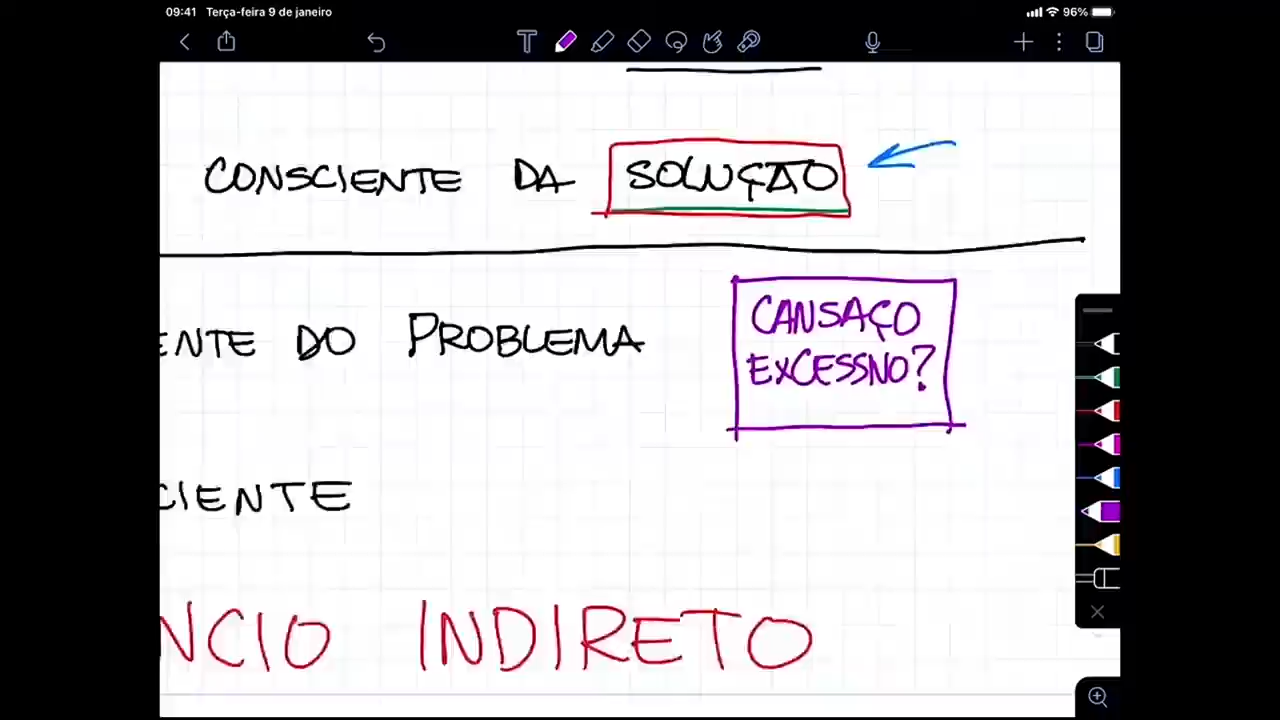 09:41 Terça-feira 9 de janeiro 96%
CONSCIENTE DA SOLUÇÃO
ENTE DO PROBLEMA
CANSAÇO
EXCESSIVO?
CIENTE
NCIO INDIRETO